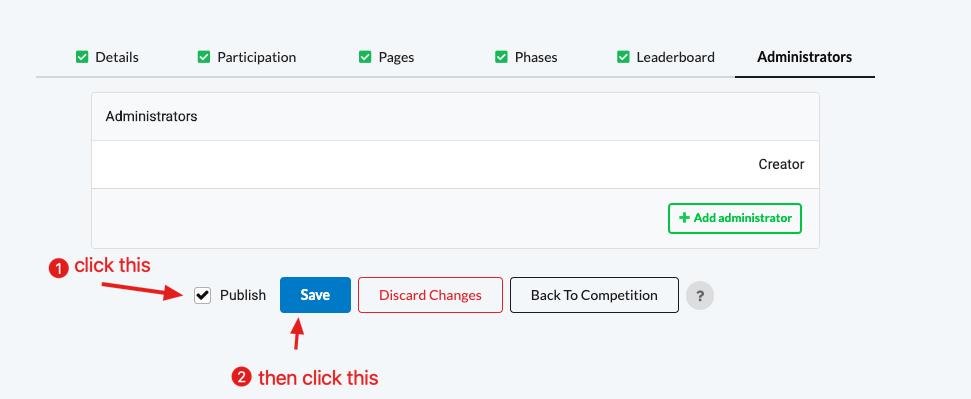 Details Participation Pages Phases Leaderboard Administrators
Administrators
Creator
+ Add administrator
1 click this
Publish Save Discard Changes Back To Competition ?
2 then click this